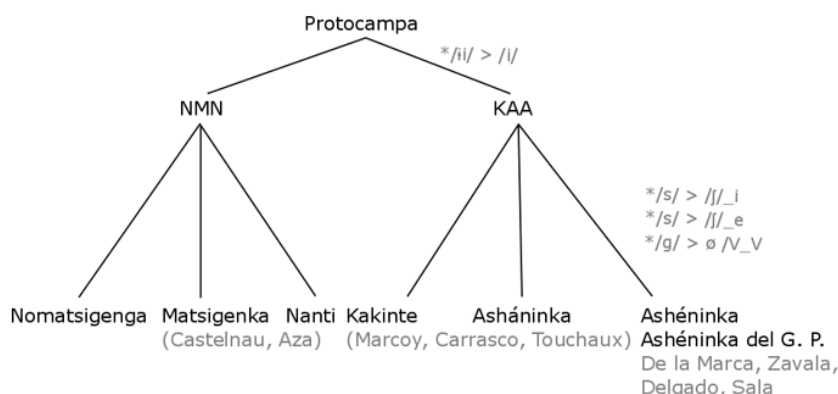 Protocampa
*/ɨi/ > /i/
NMN
KAA
*/s/ > /ʃ/_i
*/s/ > /ʃ/_e
*/g/ > ø /V_V
Nomatsigenga Matsigenka Nanti Kakinte Asháninka Ashéninka
(Castelnau, Aza) (Marcoy, Carrasco, Touchaux) Ashéninka del G. P.
De la Marca, Zavala,
Delgado, Sala